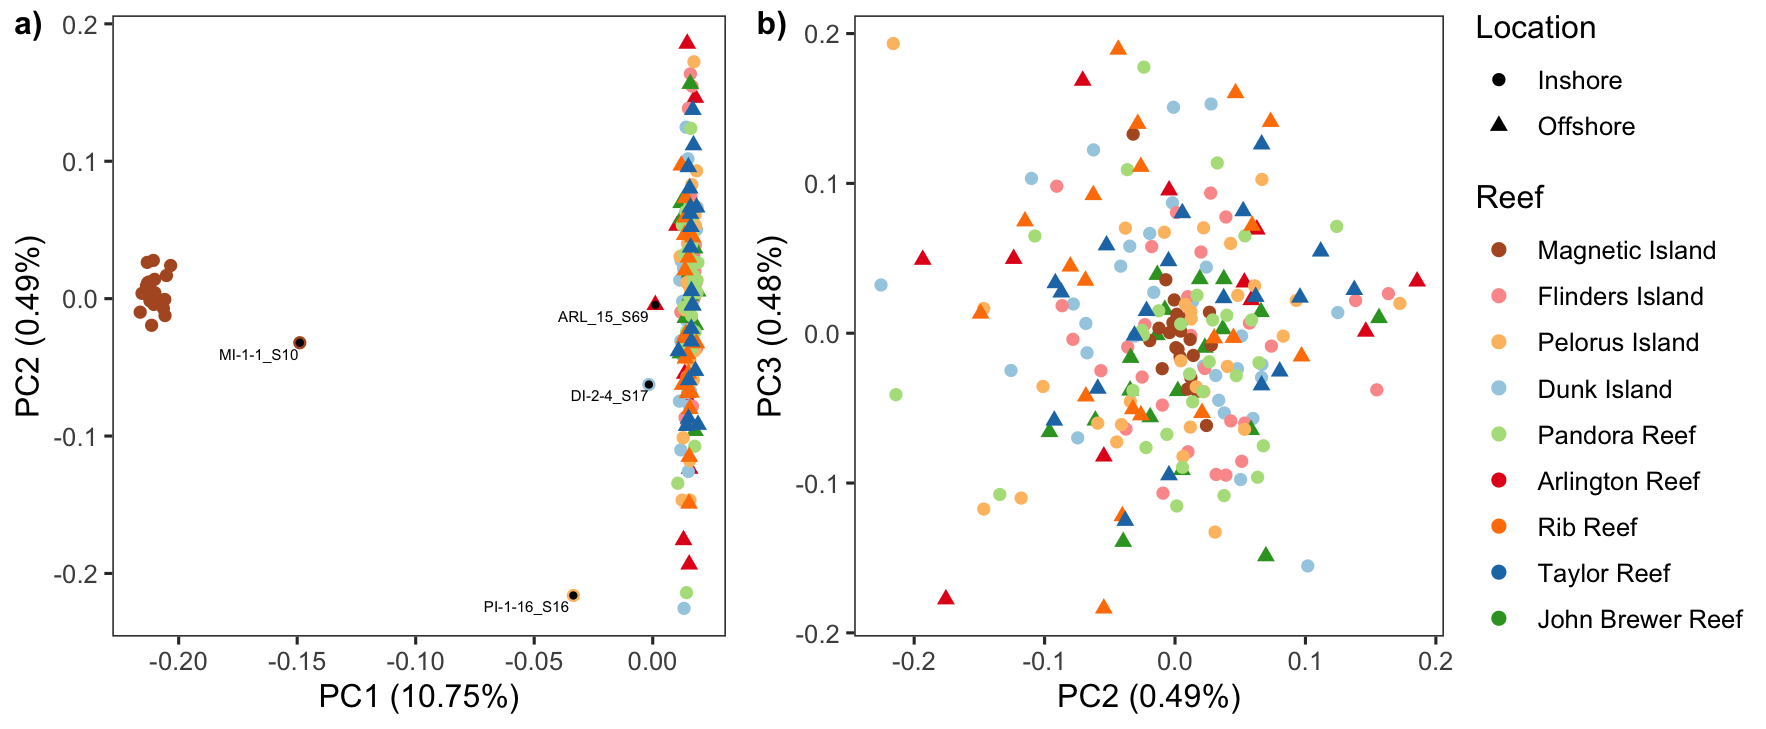 a)
0.2
0.1
0.0
-0.1
-0.2
PC2 (0.49%)
ARL_15_S69
MI-1-1_S10
DI-2-4_S17
PI-1-16_S16
-0.20
-0.15
-0.10
-0.05
0.00
PC1 (10.75%)
b)
0.2
0.1
0.0
-0.1
-0.2
PC3 (0.48%)
-0.2
-0.1
0.0
0.1
0.2
PC2 (0.49%)
Location
Inshore
Offshore
Reef
Magnetic Island
Flinders Island
Pelorus Island
Dunk Island
Pandora Reef
Arlington Reef
Rib Reef
Taylor Reef
John Brewer Reef